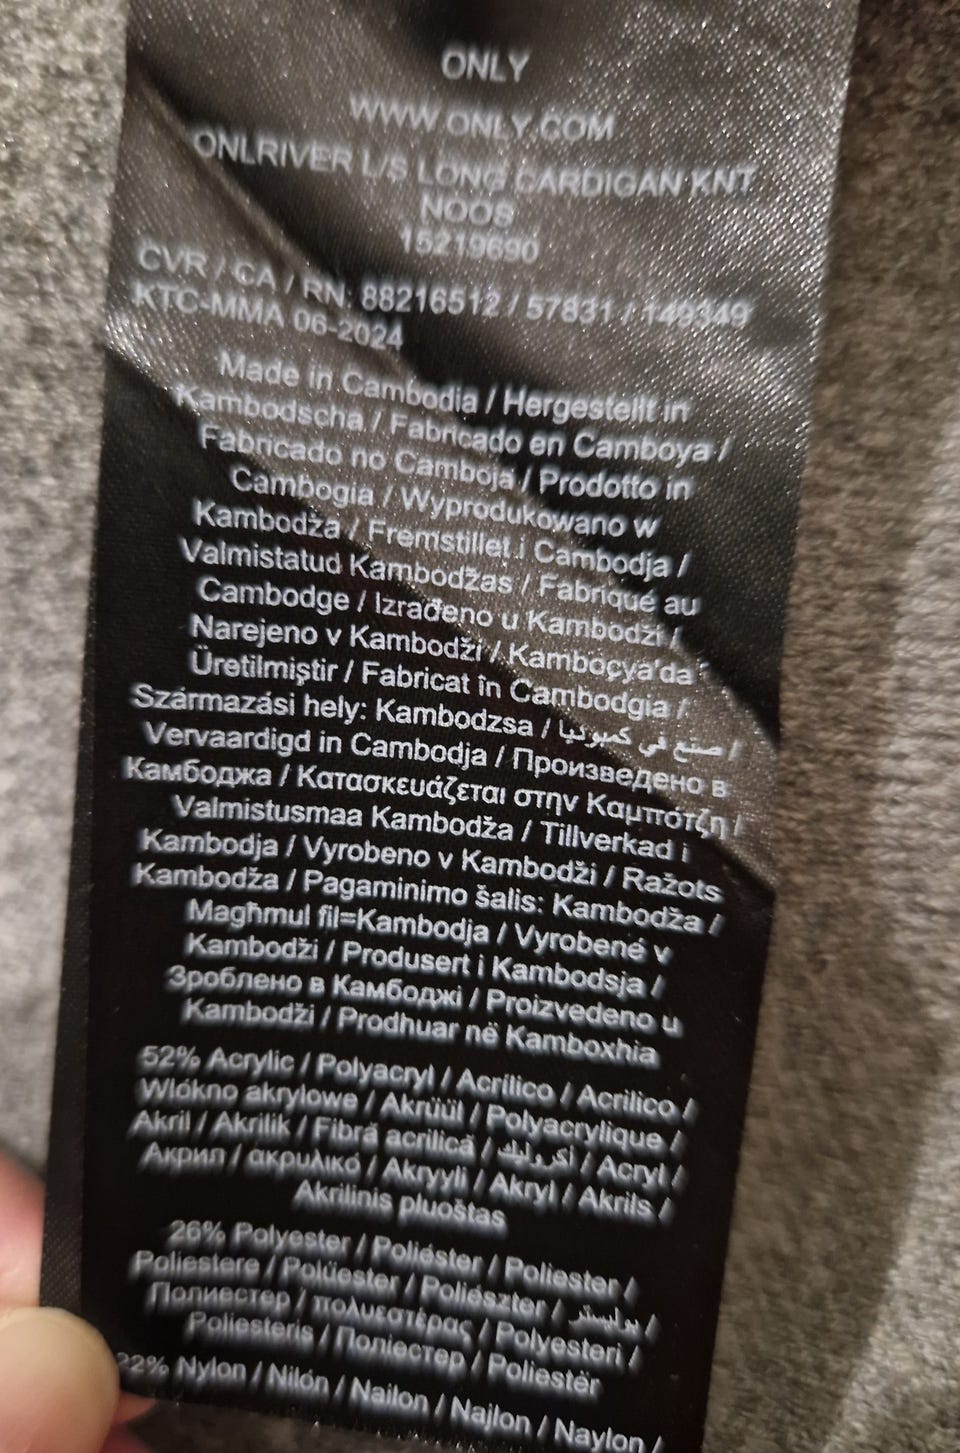 ONLY
WWW.ONLY.COM
ONLRIVER L/S LONG CARDIGAN KNT
NOOS
15219690
CVR / CA / RN: 88216512 / 57831 / 149349
KTC-MMA 06-2024
Made in Cambodia / Hergestellt in
Kambodscha / Fabricado en Camboya /
Fabricado no Camboja / Prodotto in
Cambogia / Wyprodukowano w
Kambodża / Fremstillet i Cambodja /
Valmistatud Kambodžas / Fabriqué au
Cambodge / Izrađeno u Kambodži /
Narejeno v Kambodži / Kamboçya'da
Üretilmiştir / Fabricat în Cambodgia /
Származási hely: Kambodzsa / صنع في كمبوديا /
Vervaardigd in Cambodja / Произведено в
Камбоджа / Κατασκευάζεται στην Καμπότζη /
Valmistusmaa Kambodža / Tillverkad i
Kambodja / Vyrobeno v Kambodži / Ražots
Kambodža / Pagaminimo šalis: Kambodža /
Magħmul fil=Kambodja / Vyrobené v
Kambodži / Produsert i Kambodsja /
Зроблено в Камбоджі / Proizvedeno u
Kambodži / Prodhuar në Kamboxhia
52% Acrylic / Polyacryl / Acrílico / Acrilico /
Wlókno akrylowe / Akrüül / Polyacrylique /
Akril / Akrilik / Fibră acrilică / أكروليك / Acryl /
Акрил / ακρυλικό / Akryyli / Akryl / Akrils /
Akrilinis pluoštas
26% Polyester / Poliéster / Poliester /
Poliestere / Polüester / Poliészter / بوليستر /
Полиестер / πολυεστέρας / Polyesteri /
Poliesteris / Поліестер / Poliestër
22% Nylon / Nilón / Nailon / Najlon / Naylon /